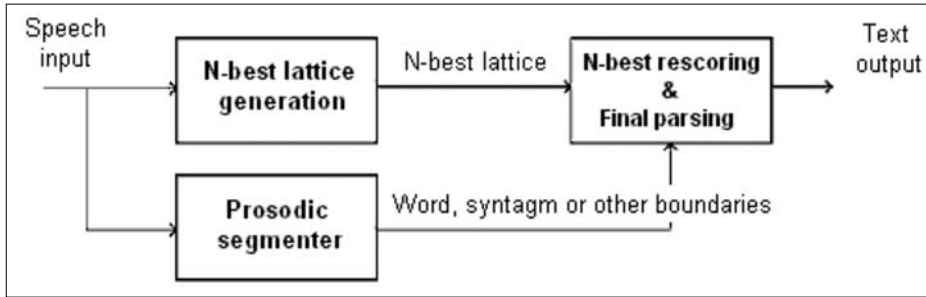 Speech
input
N-best lattice
generation
N-best lattice
N-best rescoring
&
Final parsing
Text
output
Prosodic
segmenter
Word, syntagm or other boundaries